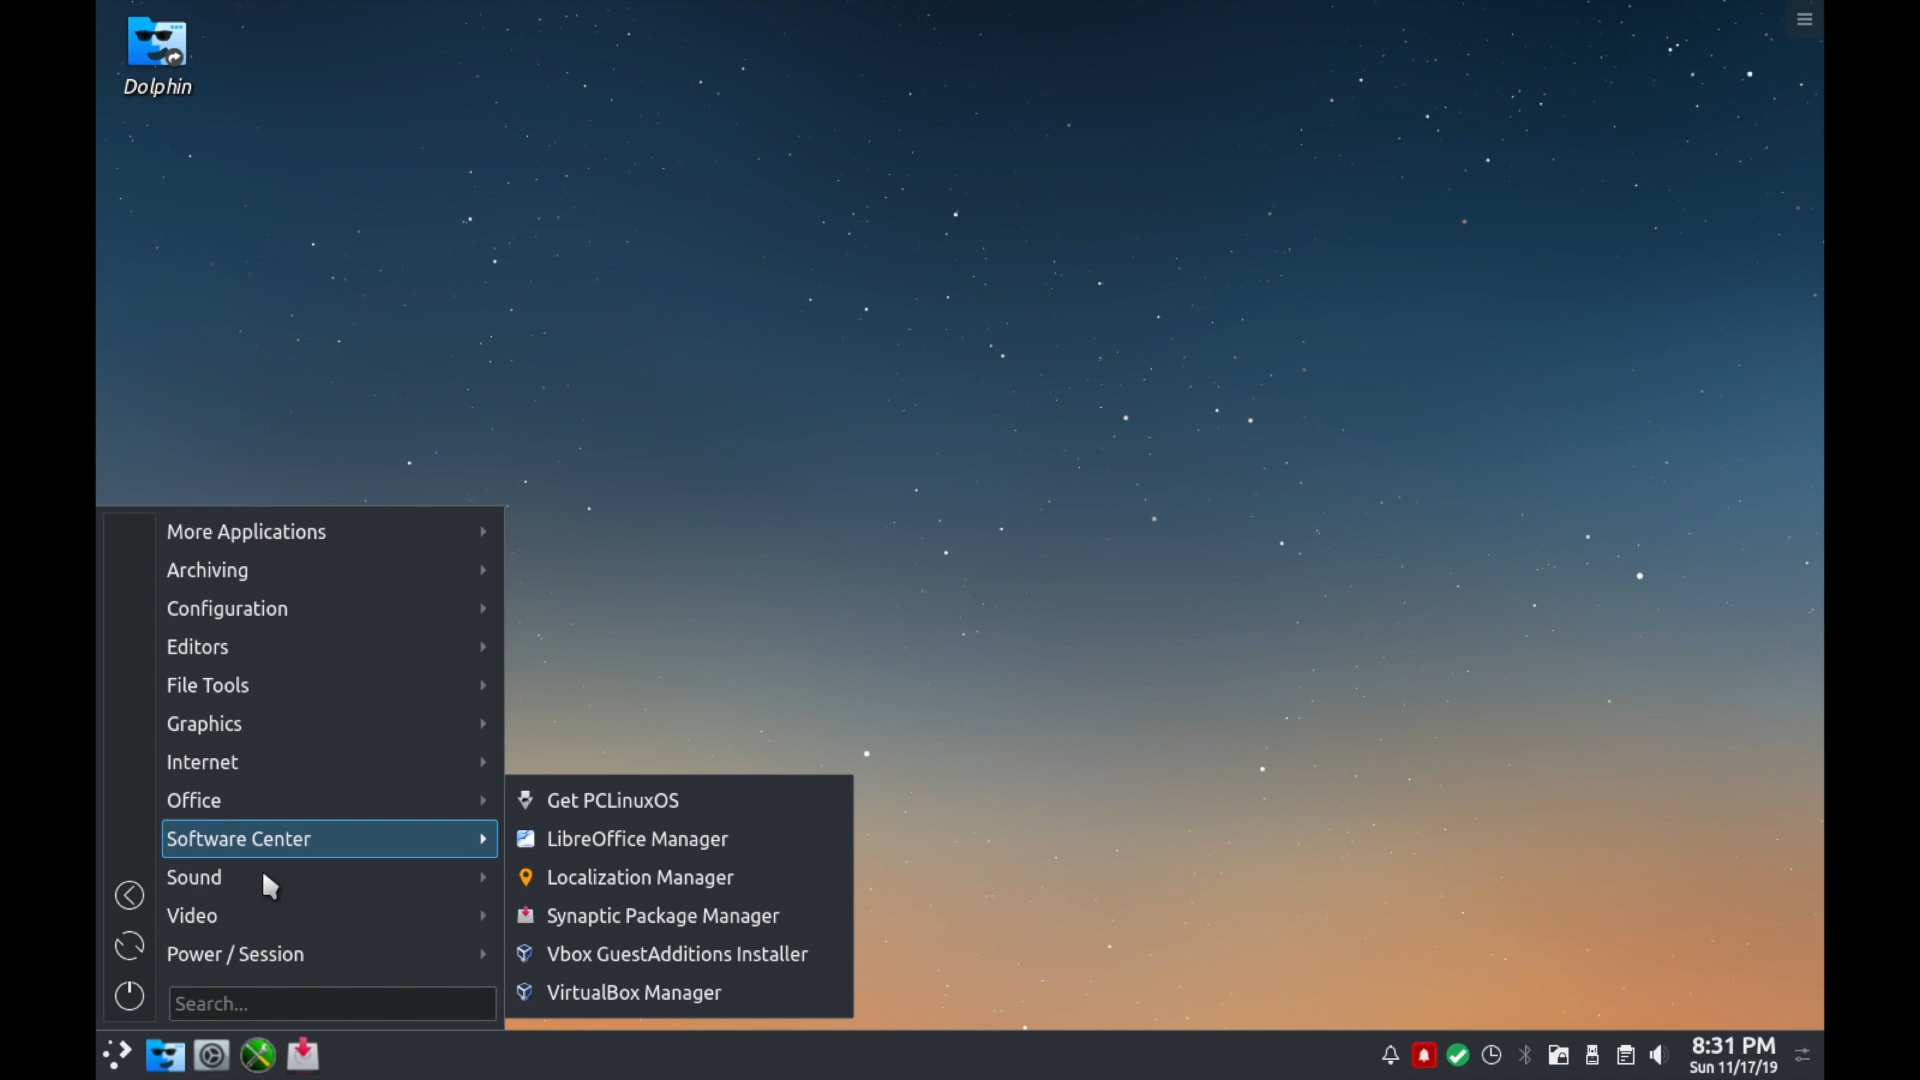 Dolphin
More Applications
Archiving
Configuration
Editors
File Tools
Graphics
Internet
Office
Software Center
Sound
Video
Power / Session
Search...
Get PCLinuxOS
LibreOffice Manager
Localization Manager
Synaptic Package Manager
Vbox GuestAdditions Installer
VirtualBox Manager
8:31 PM
Sun 11/17/19